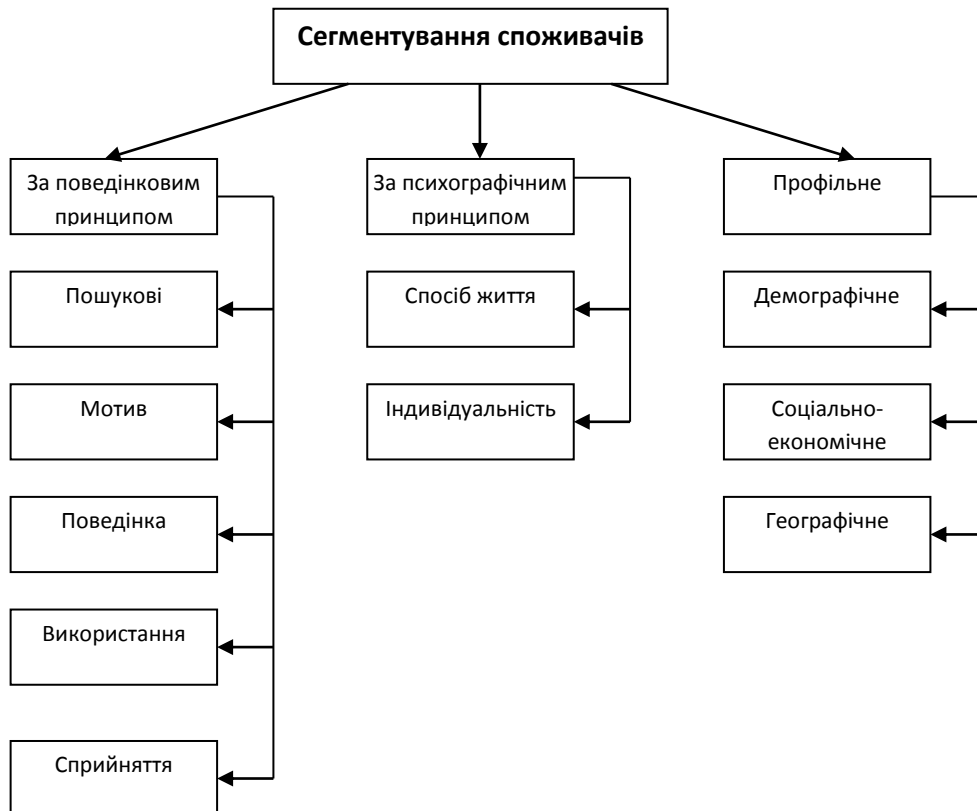 Сегментування споживачів
За поведінковим
принципом
Пошукові
Мотив
Поведінка
Використання
Сприйняття
За психографічним
принципом
Спосіб життя
Індивідуальність
Профільне
Демографічне
Соціально-
економічне
Географічне